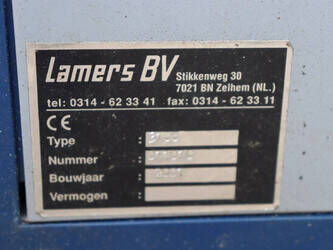 Lamers BV
Stikkenweg 30
7021 BN Zelhem (NL.)
tel: 0314 - 62 33 41 fax: 0314 - 62 33 11
CE
Type :
Nummer :
Bouwjaar :
Vermogen :